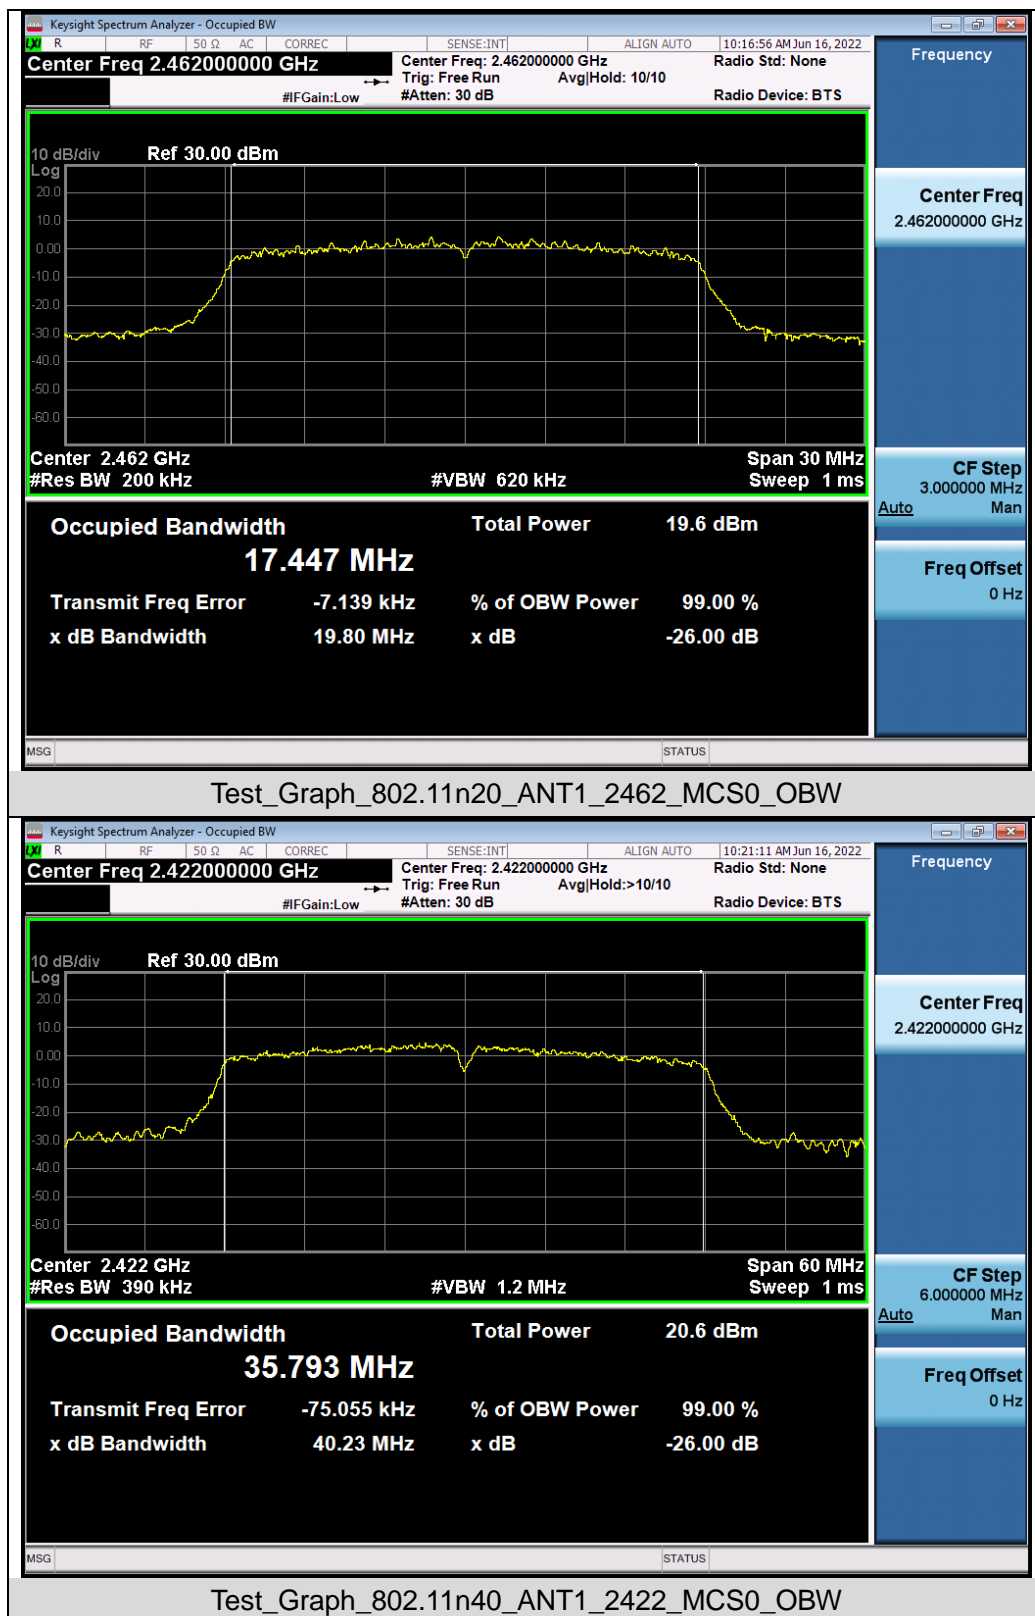 Keysight Spectrum Analyzer - Occupied BW
LXI R RF 50 Ω AC CORREC SENSE:INT ALIGN AUTO 10:16:56 AM Jun 16, 2022
Center Freq 2.462000000 GHz
Center Freq: 2.462000000 GHz Radio Std: None
Trig: Free Run Avg|Hold: 10/10
#IFGain:Low #Atten: 30 dB Radio Device: BTS
10 dB/div Ref 30.00 dBm
Log
20.0
10.0
0.00
-10.0
-20.0
-30.0
-40.0
-50.0
-60.0
Center 2.462 GHz Span 30 MHz
#Res BW 200 kHz #VBW 620 kHz Sweep 1 ms
Occupied Bandwidth Total Power 19.6 dBm
17.447 MHz
Transmit Freq Error -7.139 kHz % of OBW Power 99.00 %
x dB Bandwidth 19.80 MHz x dB -26.00 dB
MSG STATUS
Frequency
Center Freq
2.462000000 GHz
CF Step
3.000000 MHz
Auto Man
Freq Offset
0 Hz
Test_Graph_802.11n20_ANT1_2462_MCS0_OBW
Keysight Spectrum Analyzer - Occupied BW
LXI R RF 50 Ω AC CORREC SENSE:INT ALIGN AUTO 10:21:11 AM Jun 16, 2022
Center Freq 2.422000000 GHz
Center Freq: 2.422000000 GHz Radio Std: None
Trig: Free Run Avg|Hold:>10/10
#IFGain:Low #Atten: 30 dB Radio Device: BTS
10 dB/div Ref 30.00 dBm
Log
20.0
10.0
0.00
-10.0
-20.0
-30.0
-40.0
-50.0
-60.0
Center 2.422 GHz Span 60 MHz
#Res BW 390 kHz #VBW 1.2 MHz Sweep 1 ms
Occupied Bandwidth Total Power 20.6 dBm
35.793 MHz
Transmit Freq Error -75.055 kHz % of OBW Power 99.00 %
x dB Bandwidth 40.23 MHz x dB -26.00 dB
MSG STATUS
Frequency
Center Freq
2.422000000 GHz
CF Step
6.000000 MHz
Auto Man
Freq Offset
0 Hz
Test_Graph_802.11n40_ANT1_2422_MCS0_OBW